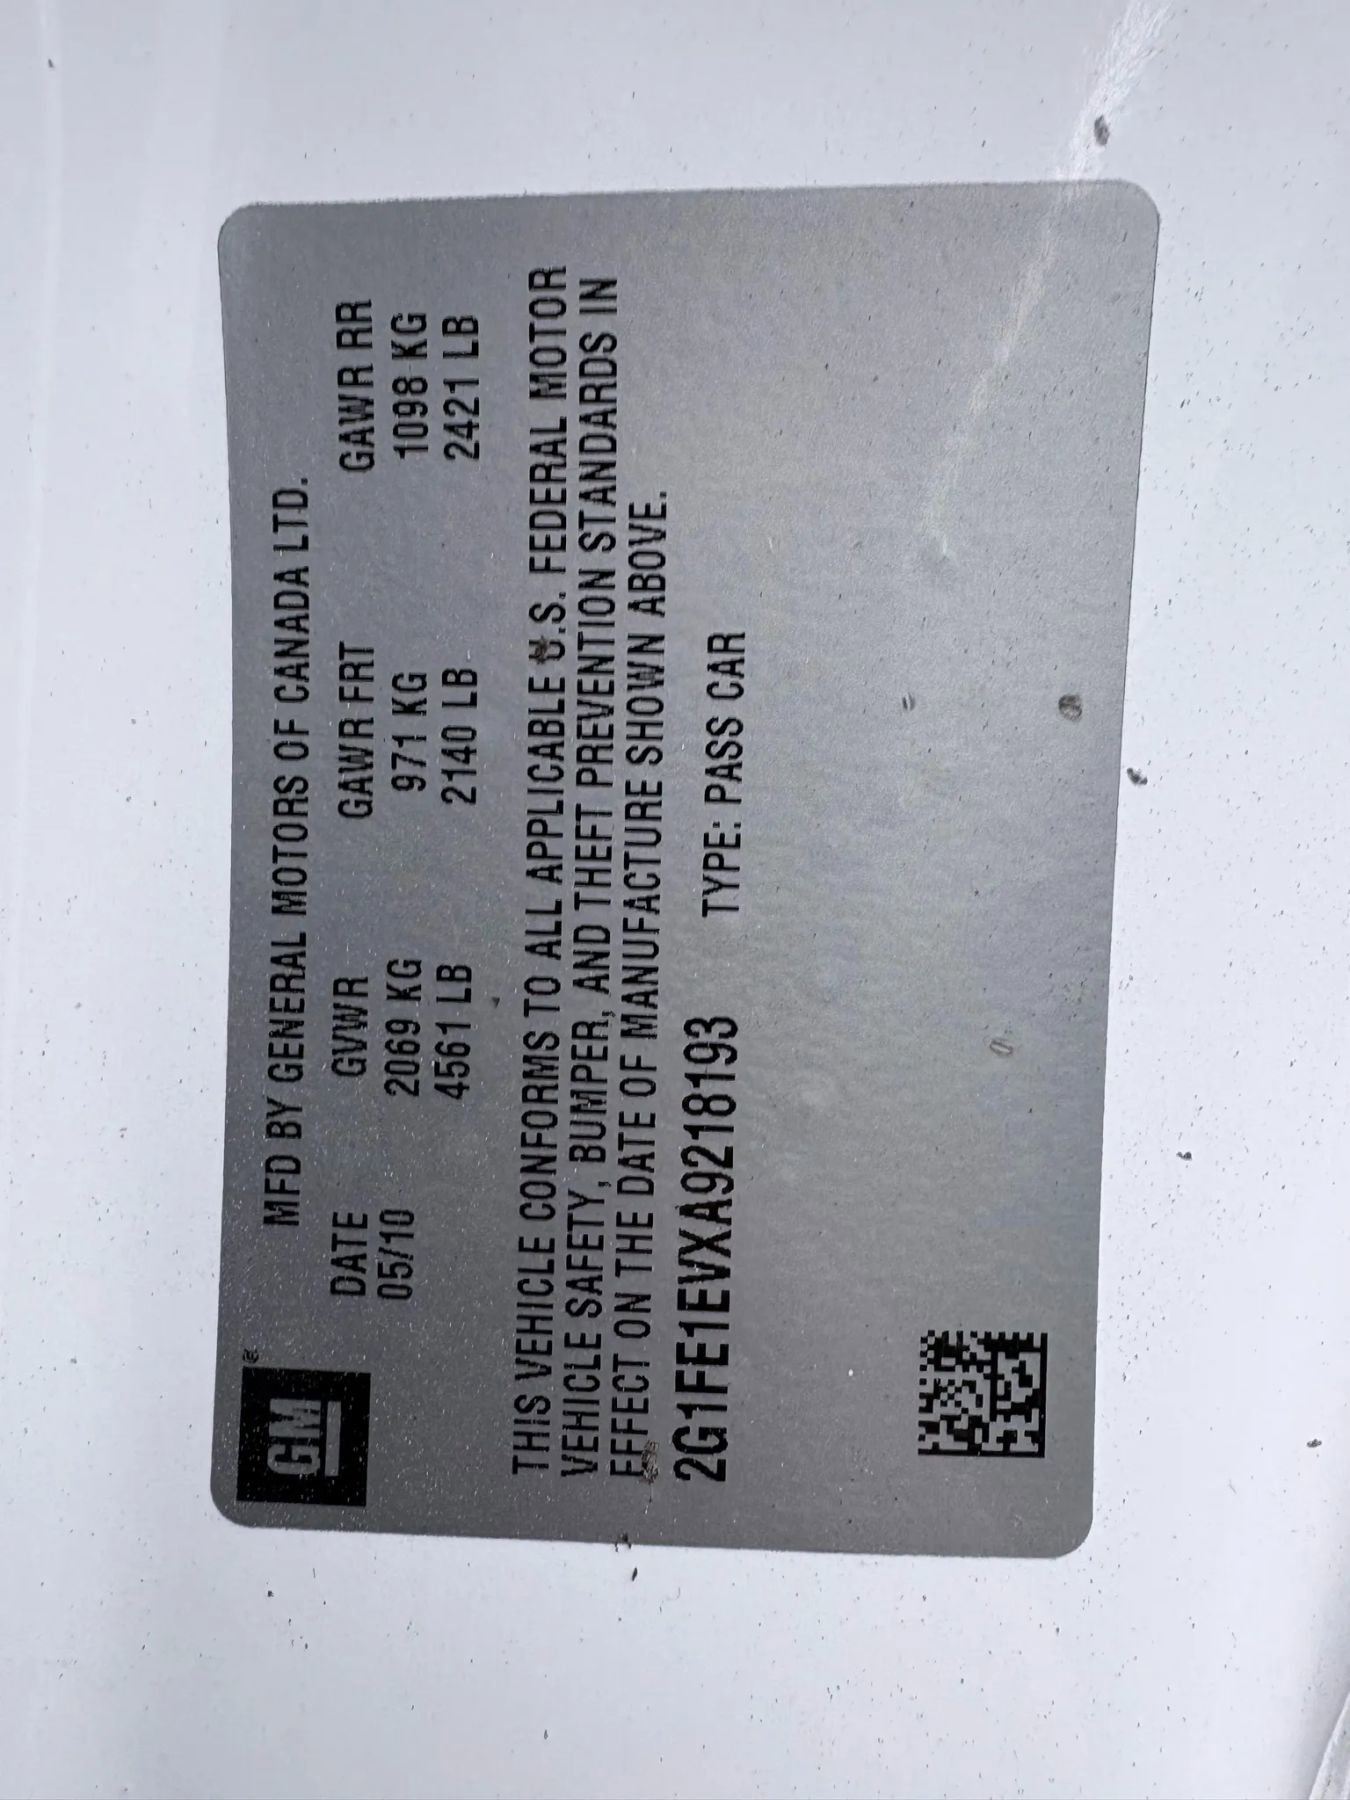 GM®
MFD BY GENERAL MOTORS OF CANADA LTD.
DATE GVWR GAWR FRT GAWR RR
05/10 2069 KG 971 KG 1098 KG
4561 LB 2140 LB 2421 LB
THIS VEHICLE CONFORMS TO ALL APPLICABLE U.S. FEDERAL MOTOR
VEHICLE SAFETY, BUMPER, AND THEFT PREVENTION STANDARDS IN
EFFECT ON THE DATE OF MANUFACTURE SHOWN ABOVE.
2G1FE1EVXA9218193 TYPE: PASS CAR